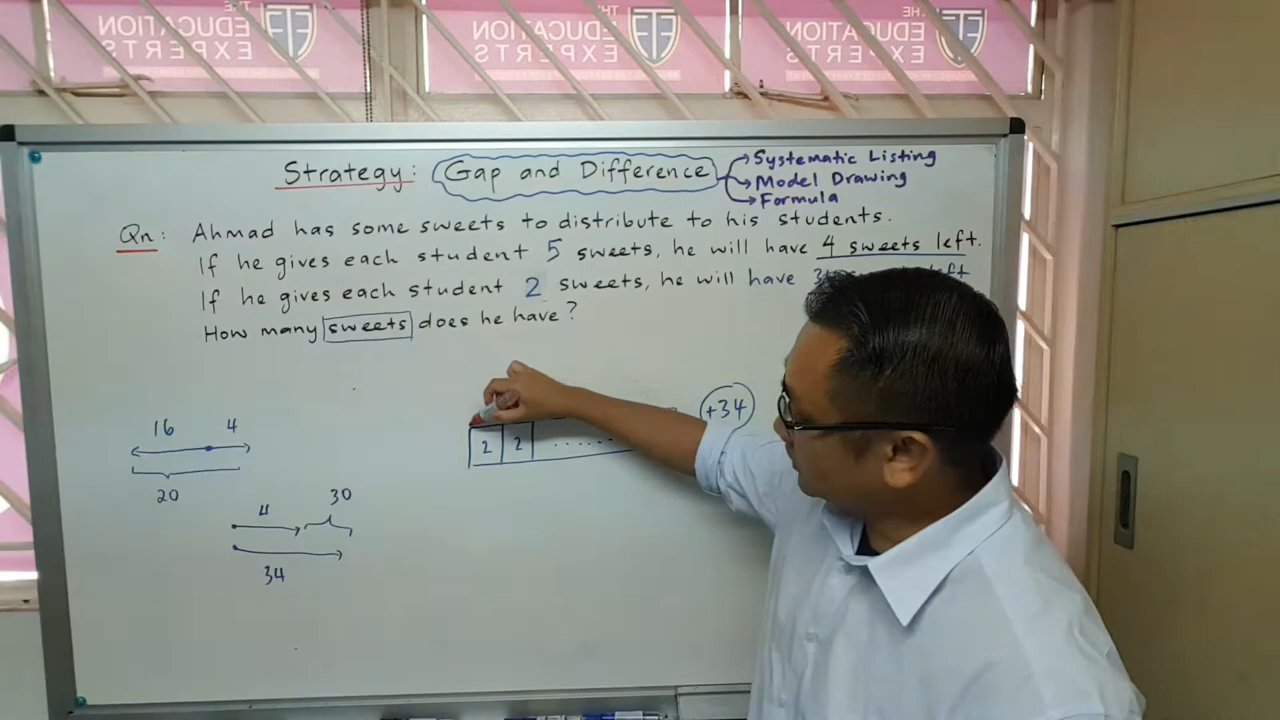 THE EDUCATION EXPERTS
THE EDUCATION EXPERTS
THE EDUCATION EXPERTS
Strategy: Gap and Difference
Systematic Listing
Model Drawing
Formula
Qn: Ahmad has some sweets to distribute to his students.
If he gives each student 5 sweets, he will have 4 sweets left.
If he gives each student 2 sweets, he will have
How many sweets does he have?
16 4
20
4 30
34
2 2 ...... +34